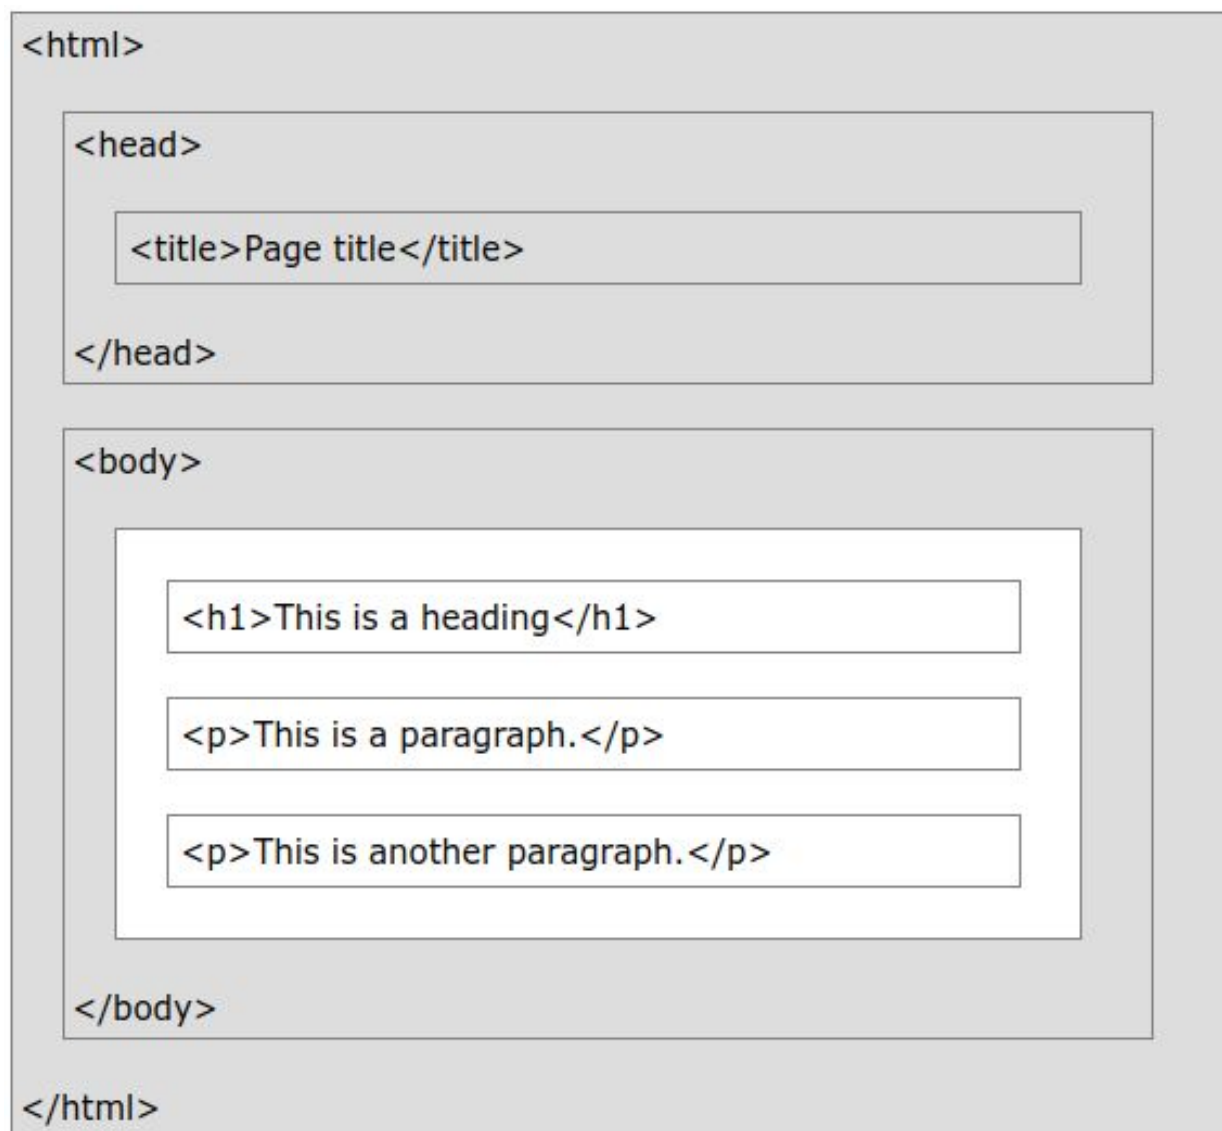 <html>
<head>
<title>Page title</title>
</head>
<body>
<h1>This is a heading</h1>
<p>This is a paragraph.</p>
<p>This is another paragraph.</p>
</body>
</html>